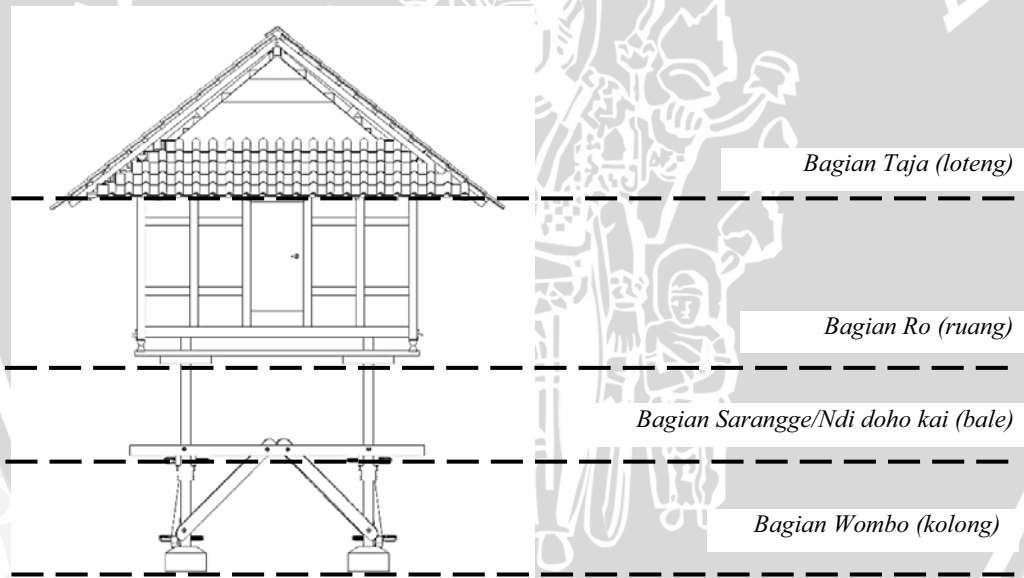 Bagian Taja (loteng)
Bagian Ro (ruang)
Bagian Sarangge/Ndi doho kai (bale)
Bagian Wombo (kolong)